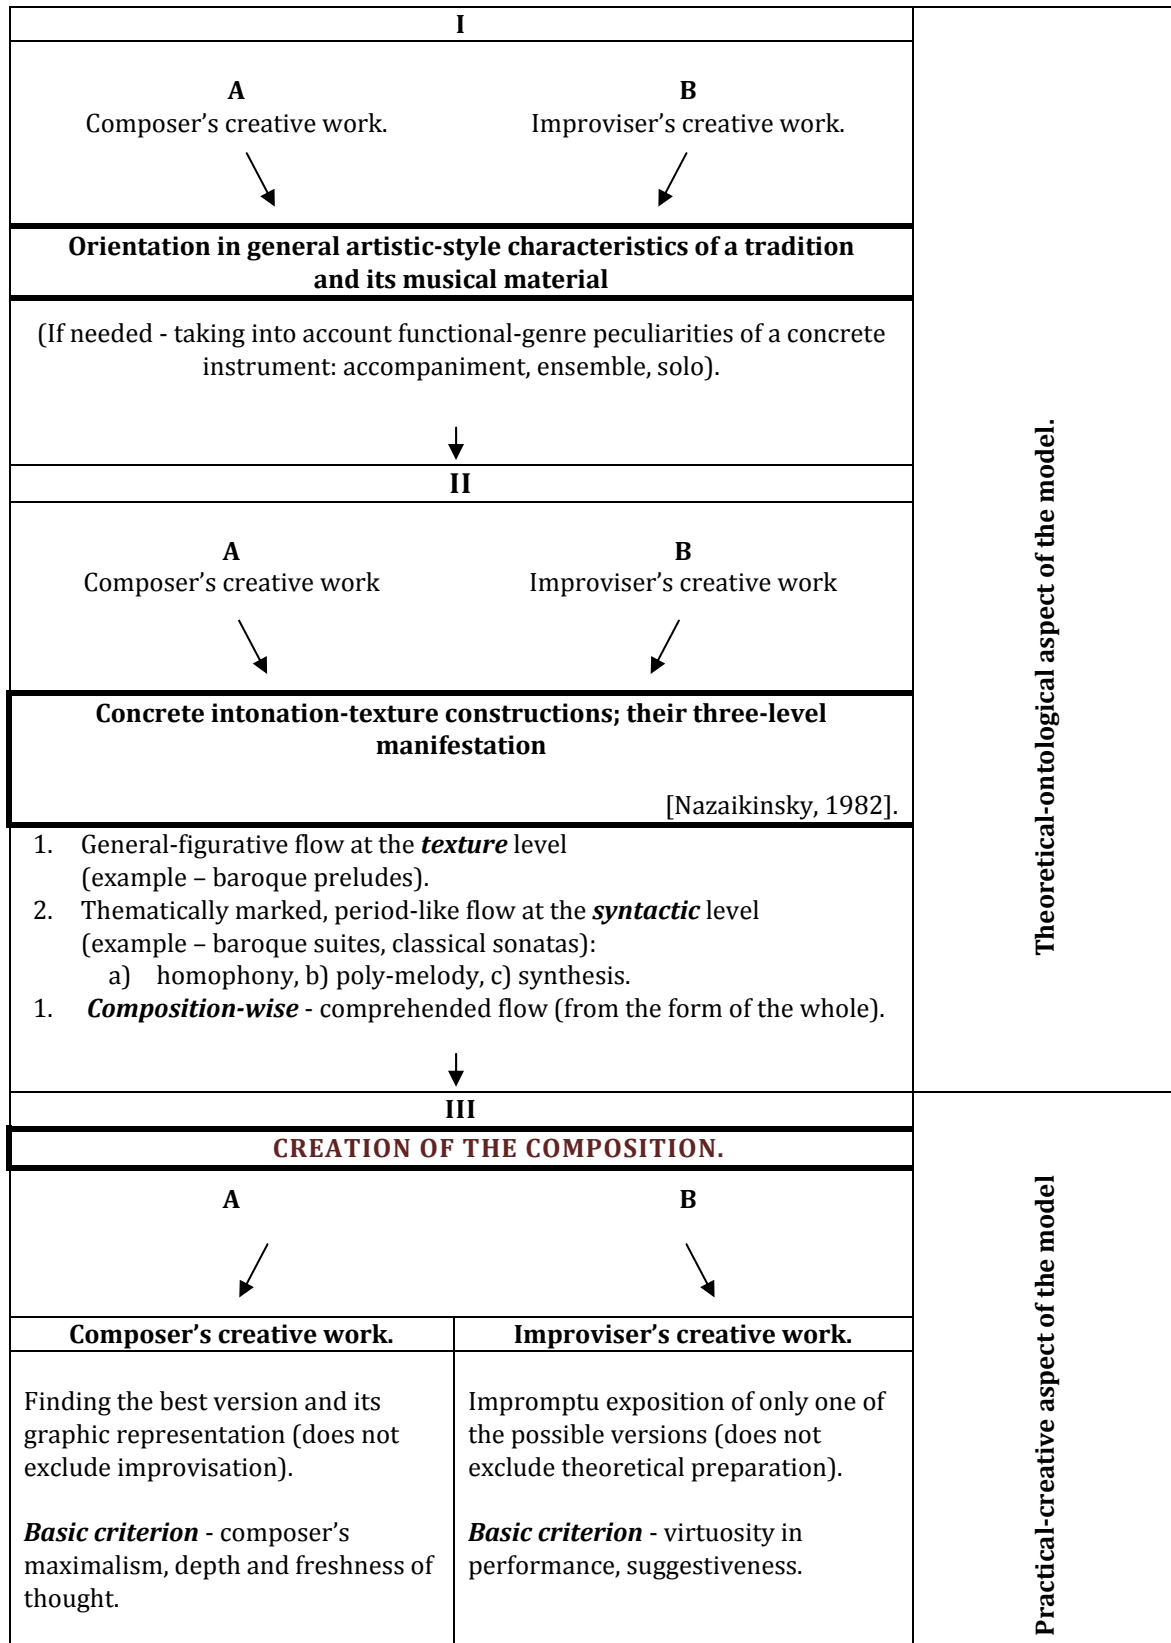 I
A
B
Composer’s creative work.
Improviser’s creative work.
Orientation in general artistic-style characteristics of a tradition
and its musical material
(If needed - taking into account functional-genre peculiarities of a concrete
instrument: accompaniment, ensemble, solo).
II
A
B
Composer’s creative work
Improviser’s creative work
Concrete intonation-texture constructions; their three-level
manifestation
[Nazaikinsky, 1982].
1. General-figurative flow at the texture level
(example – baroque preludes).
2. Thematically marked, period-like flow at the syntactic level
(example – baroque suites, classical sonatas):
a) homophony, b) poly-melody, c) synthesis.
1. Composition-wise - comprehended flow (from the form of the whole).
Theoretical-ontological aspect of the model.
III
CREATION OF THE COMPOSITION.
A
B
Composer’s creative work.
Improviser’s creative work.
Finding the best version and its
graphic representation (does not
exclude improvisation).
Basic criterion - composer’s
maximalism, depth and freshness of
thought.
Impromptu exposition of only one of
the possible versions (does not
exclude theoretical preparation).
Basic criterion - virtuosity in
performance, suggestiveness.
Practical-creative aspect of the model